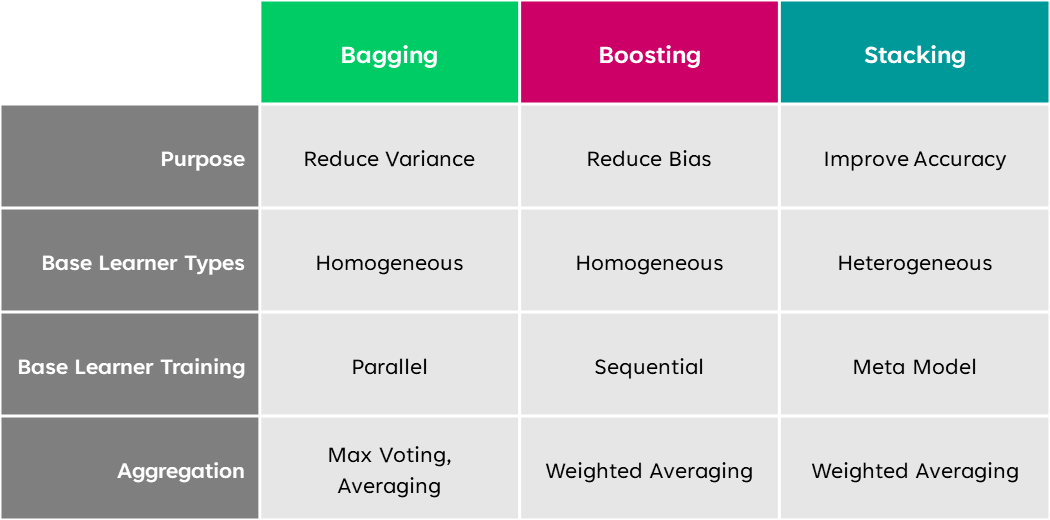 Bagging Boosting Stacking
Purpose Reduce Variance Reduce Bias Improve Accuracy
Base Learner Types Homogeneous Homogeneous Heterogeneous
Base Learner Training Parallel Sequential Meta Model
Aggregation Max Voting, Averaging Weighted Averaging Weighted Averaging